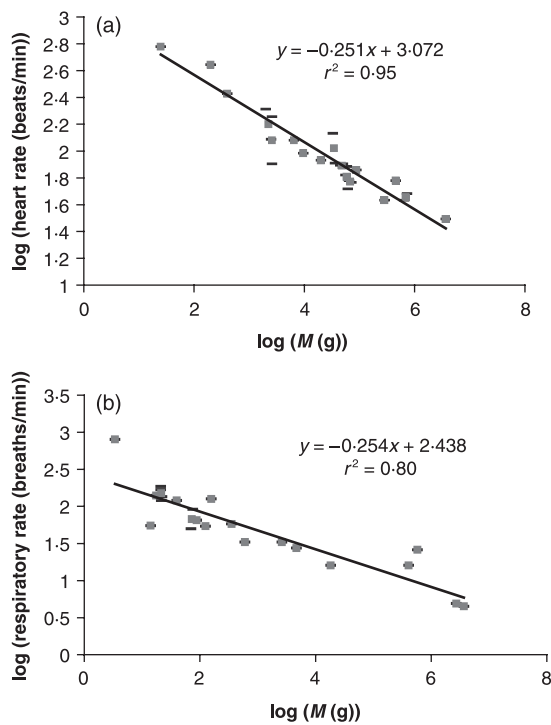 (a)
y = –0·251x + 3·072
r² = 0·95
log (heart rate (beats/min))
3
2·8
2·6
2·4
2·2
2
1·8
1·6
1·4
1·2
1
0
2
4
6
8
log (M (g))
(b)
y = –0·254x + 2·438
r² = 0·80
log (respiratory rate (breaths/min))
3·5
3
2·5
2
1·5
1
0·5
0
0
2
4
6
8
log (M (g))